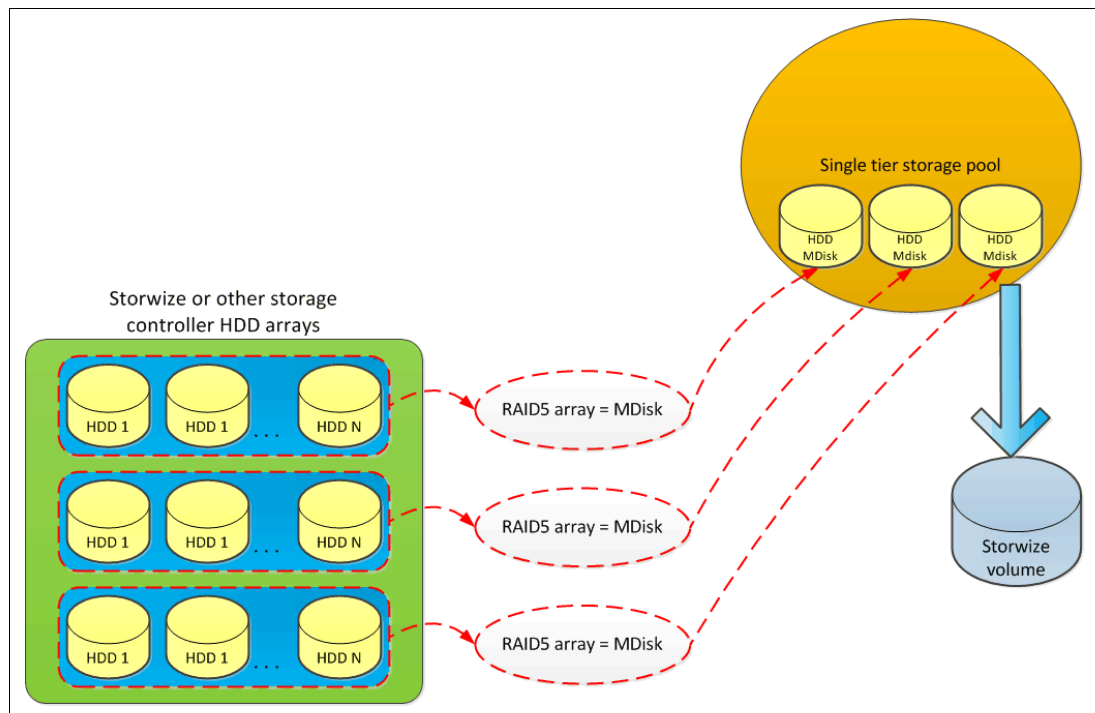 Single tier storage pool
HDD
MDisk
HDD
Mdisk
HDD
Mdisk
Storwize or other storage
controller HDD arrays
HDD 1
HDD 1
. . .
HDD N
RAID5 array = MDisk
HDD 1
HDD 1
. . .
HDD N
RAID5 array = MDisk
HDD 1
HDD 1
. . .
HDD N
RAID5 array = MDisk
Storwize
volume